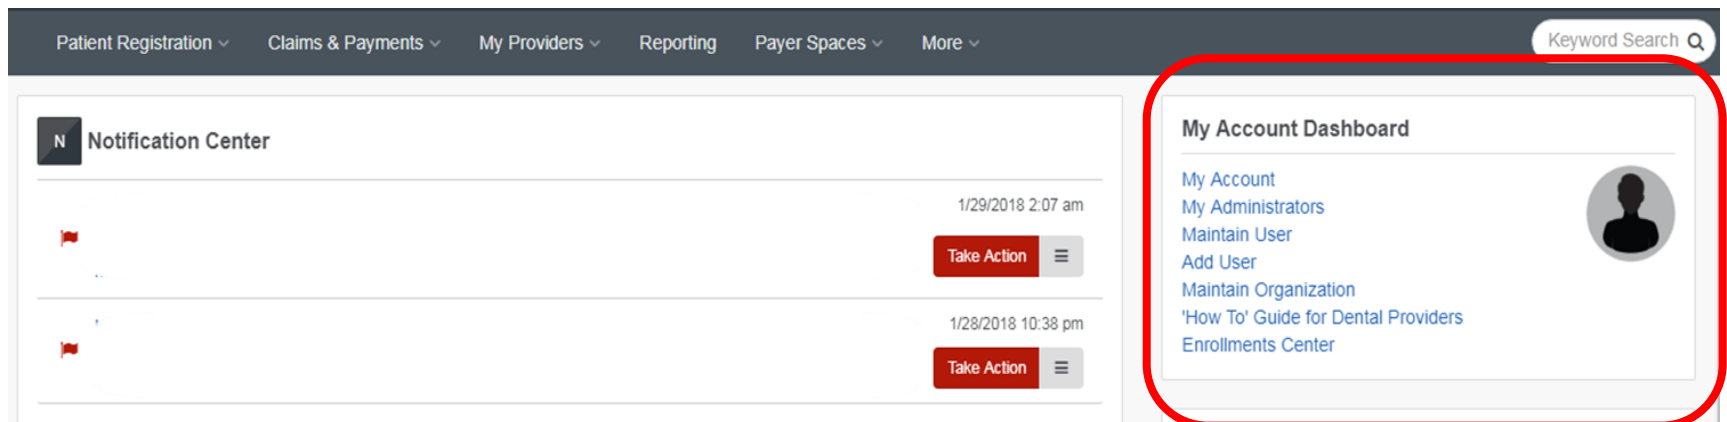 Patient Registration Claims & Payments My Providers Reporting Payer Spaces More Keyword Search
N Notification Center
1/29/2018 2:07 am
Take Action
1/28/2018 10:38 pm
Take Action
My Account Dashboard
My Account
My Administrators
Maintain User
Add User
Maintain Organization
'How To' Guide for Dental Providers
Enrollments Center